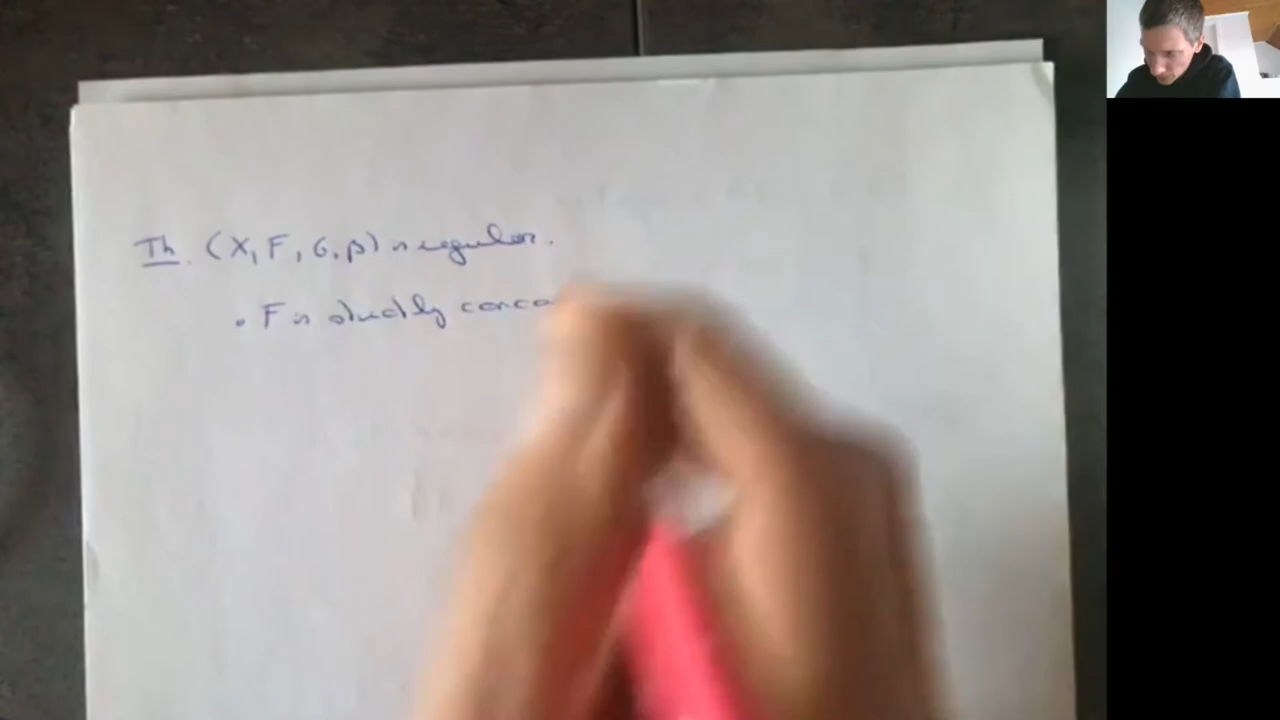 Th. (X, F, G, β) is regular.
• F is strictly conca